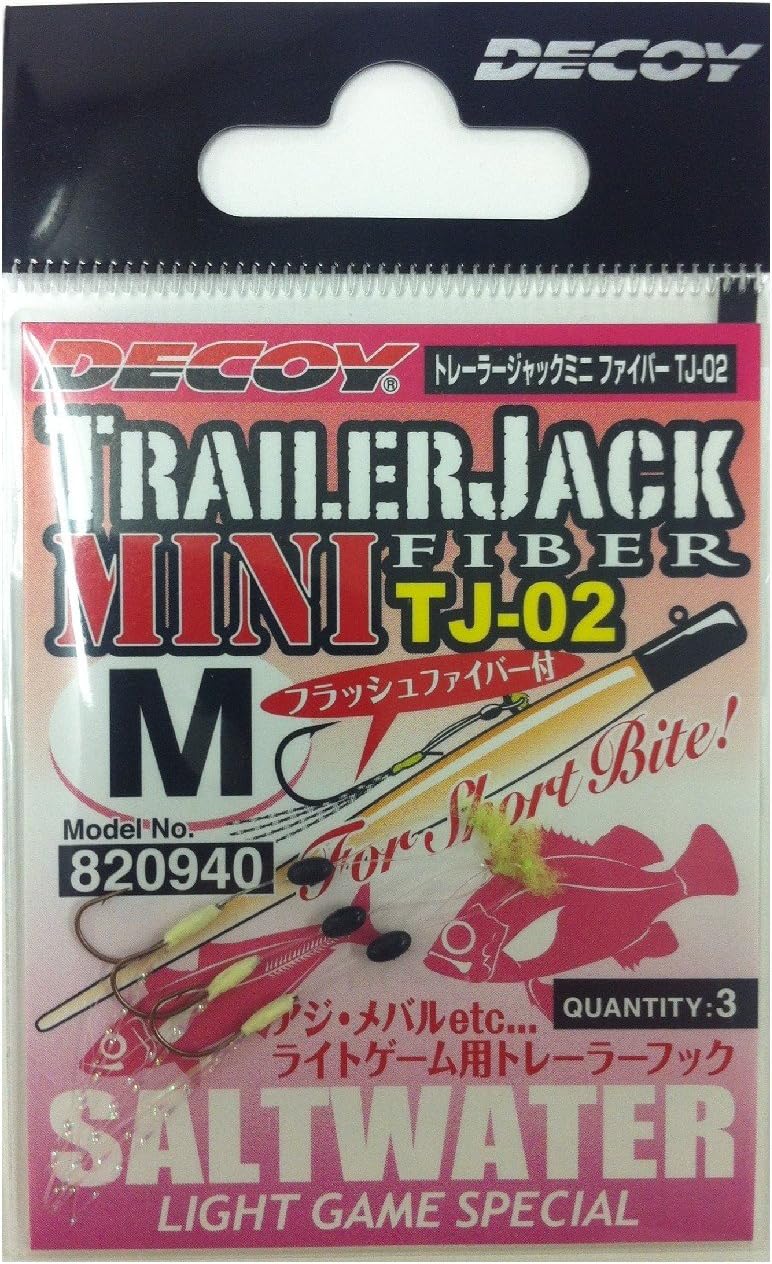 DECOY
DECOY®
トレーラージャックミニ ファイバー TJ-02
TRAILERJACK
MINI FIBER
TJ-02
M
フラッシュファイバー付
For Short Bite!
Model No.
820940
QUANTITY:3
アジ・メバルetc...
ライトゲーム用トレーラーフック
SALTWATER
LIGHT GAME SPECIAL